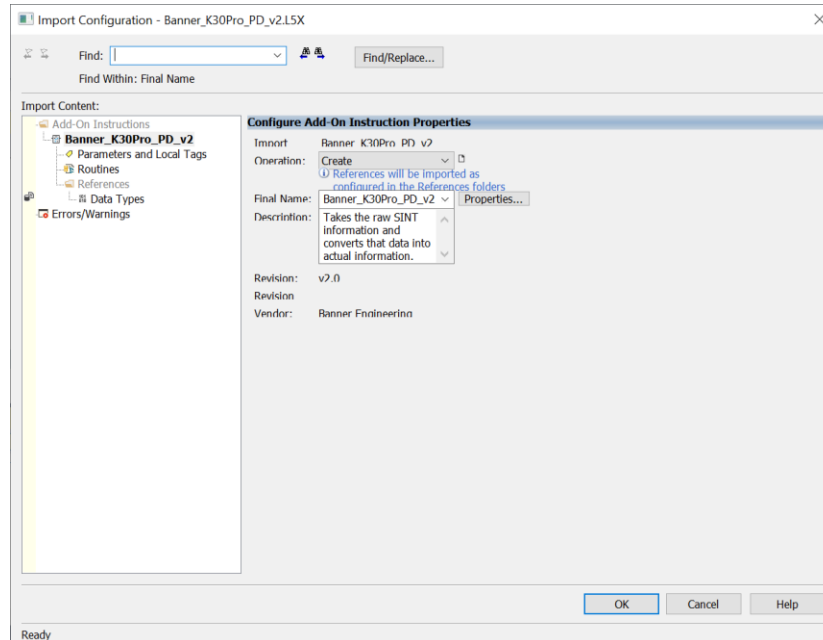 Import Configuration - Banner_K30Pro_PD_v2.L5X
Find:
Find/Replace...
Find Within: Final Name
Import Content:
Add-On Instructions
Banner_K30Pro_PD_v2
Parameters and Local Tags
Routines
References
Data Types
Errors/Warnings
Configure Add-On Instruction Properties
Import Banner_K30Pro_PD_v2
Operation: Create
References will be imported as
configured in the References folders
Final Name: Banner_K30Pro_PD_v2 Properties...
Description: Takes the raw SINT
information and
converts that data into
actual information.
Revision: v2.0
Revision
Vendor: Banner Engineering
OK Cancel Help
Ready